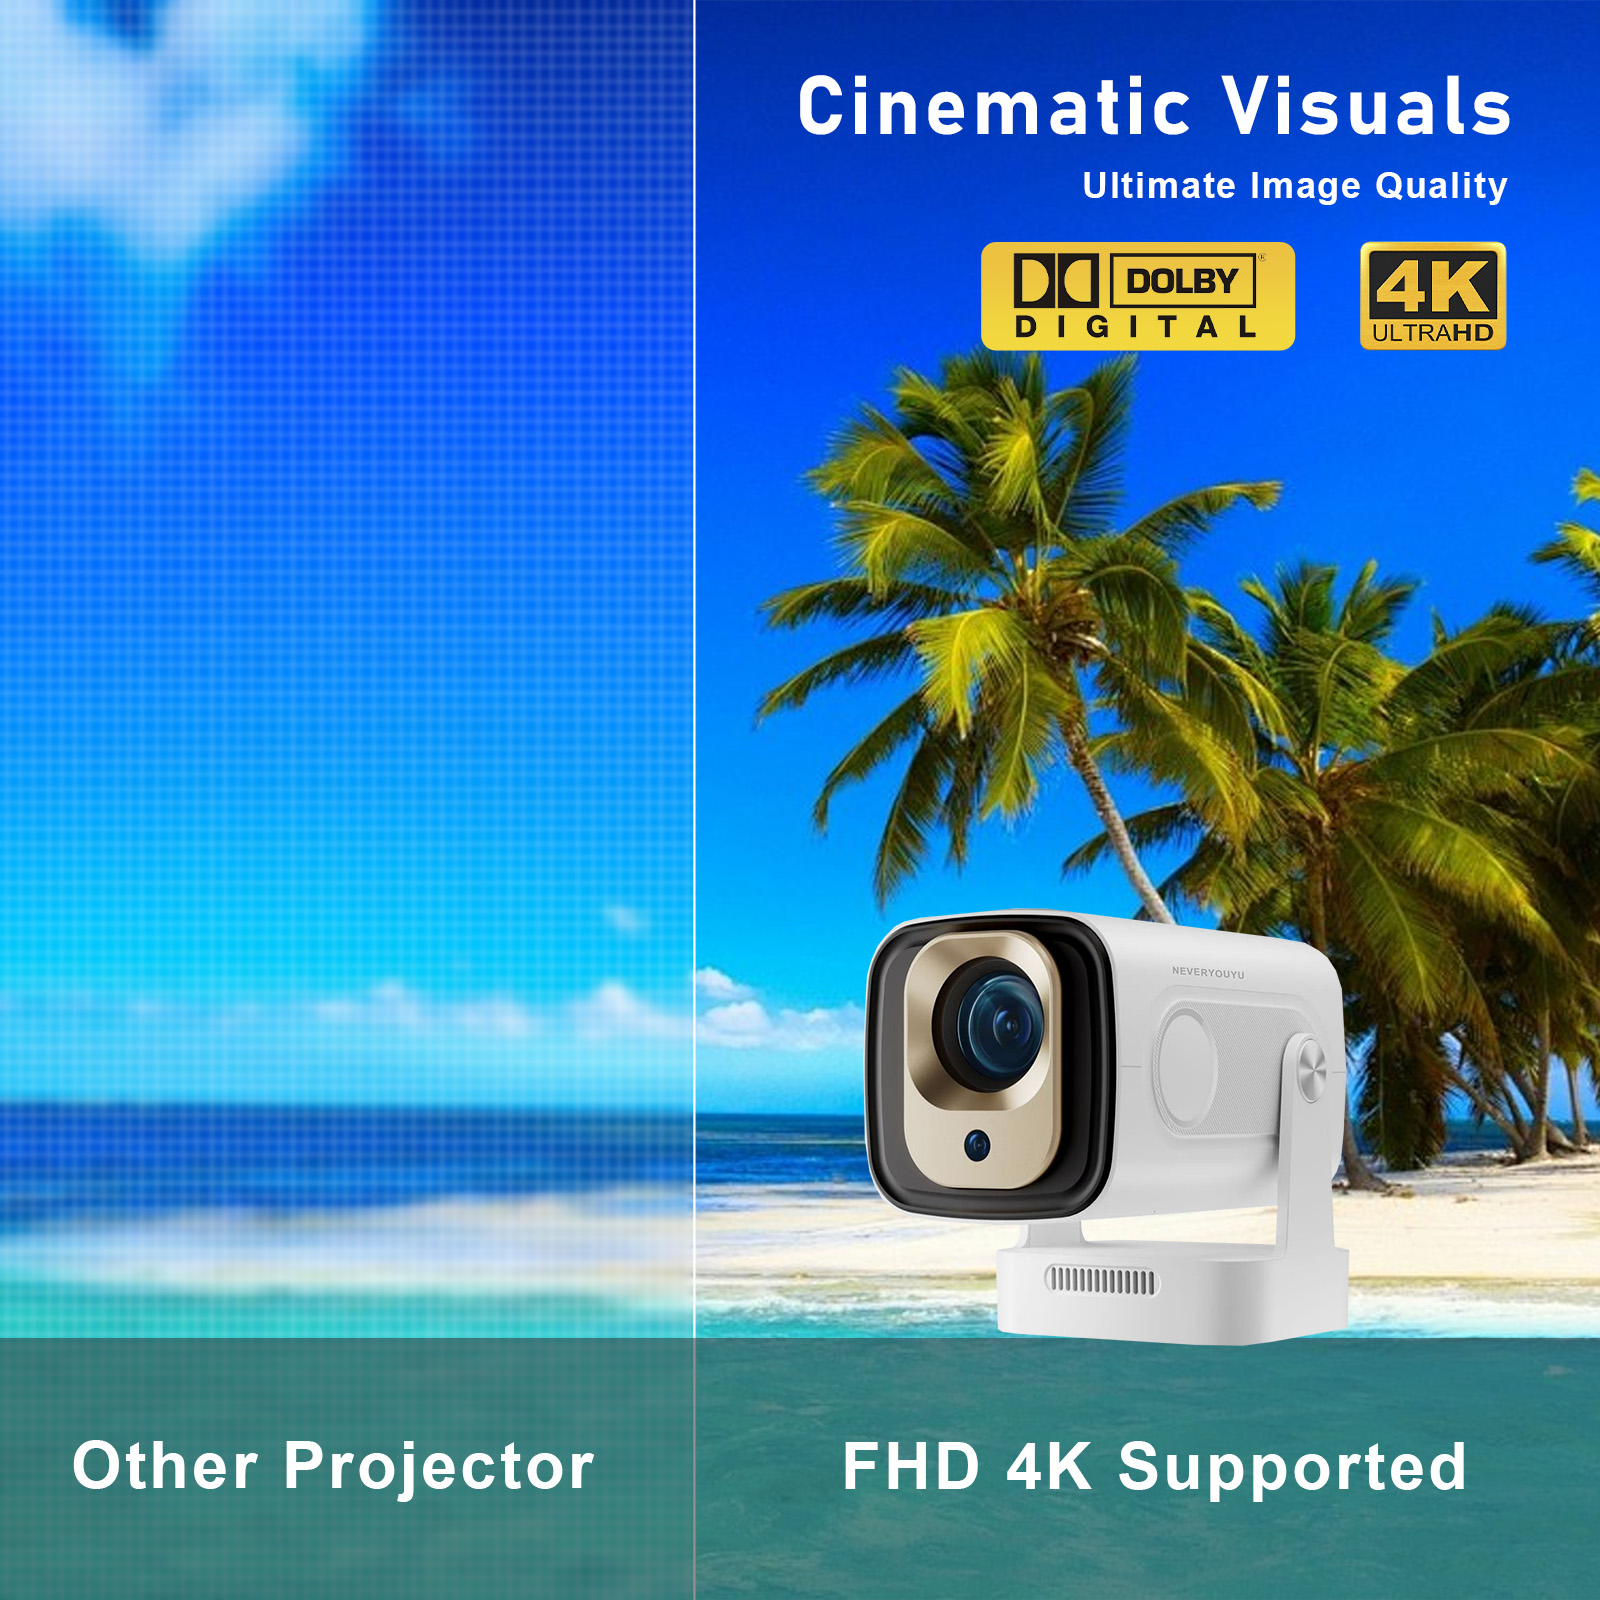 Cinematic Visuals
Ultimate Image Quality
DOLBY®
DIGITAL
4K
ULTRAHD
NEVERYOUYU
Other Projector
FHD 4K Supported